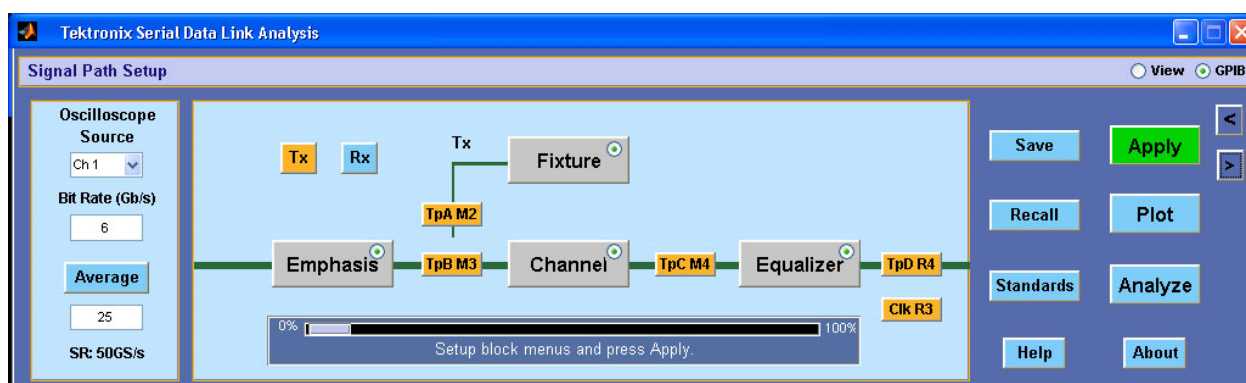 Tektronix Serial Data Link Analysis
Signal Path Setup
View GPIB
Oscilloscope
Source
Ch 1
Bit Rate (Gb/s)
6
Average
25
SR: 50GS/s
Tx Rx
Tx
Fixture
TpA M2
Emphasis TpB M3 Channel TpC M4 Equalizer TpD R4
Clk R3
0% 100%
Setup block menus and press Apply.
Save Apply
<
>
Recall Plot
Standards Analyze
Help About